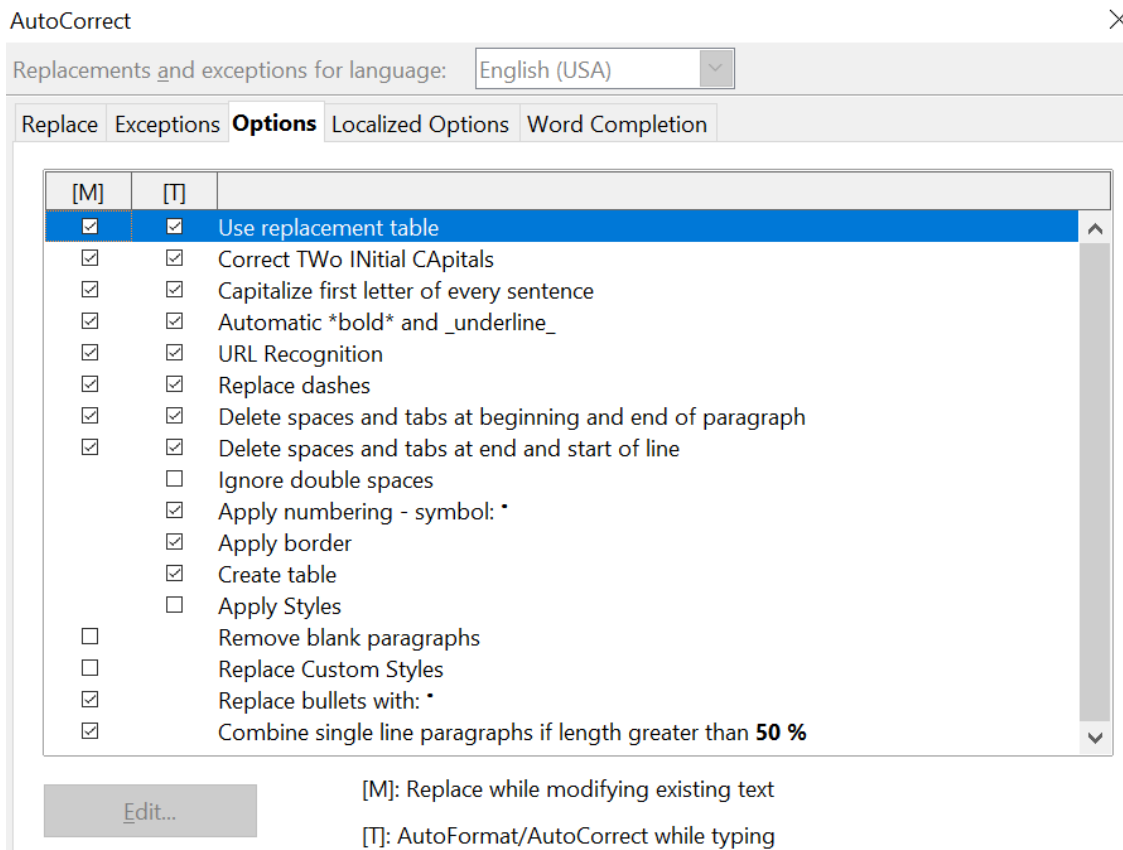 AutoCorrect
Replacements and exceptions for language: English (USA)
Replace Exceptions Options Localized Options Word Completion
[M] [T]
Use replacement table
Correct TWo INitial CApitals
Capitalize first letter of every sentence
Automatic *bold* and _underline_
URL Recognition
Replace dashes
Delete spaces and tabs at beginning and end of paragraph
Delete spaces and tabs at end and start of line
Ignore double spaces
Apply numbering - symbol: •
Apply border
Create table
Apply Styles
Remove blank paragraphs
Replace Custom Styles
Replace bullets with: •
Combine single line paragraphs if length greater than 50 %
Edit...
[M]: Replace while modifying existing text
[T]: AutoFormat/AutoCorrect while typing